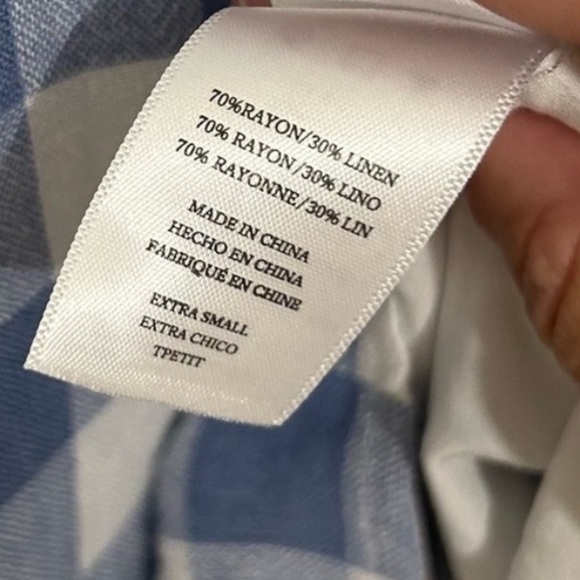 70%RAYON/30% LINEN
70% RAYON/30% LINO
70% RAYONNE/30% LIN
MADE IN CHINA
HECHO EN CHINA
FABRIQUÉ EN CHINE
EXTRA SMALL
EXTRA CHICO
TPETIT